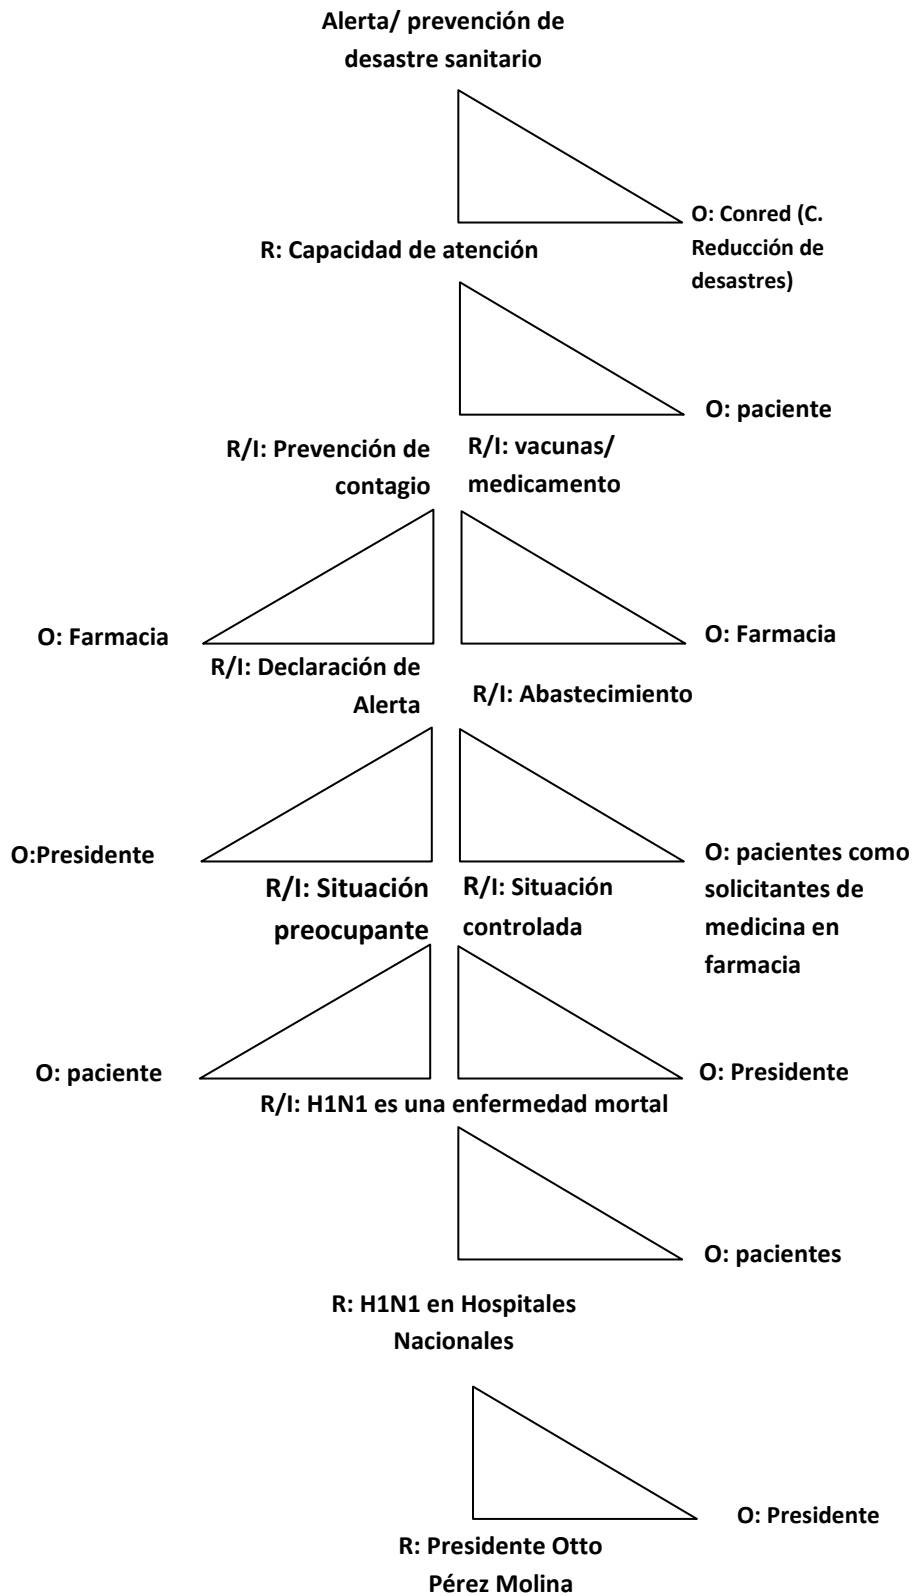 Alerta/ prevención de
desastre sanitario
O: Conred (C.
Reducción de
desastres)
R: Capacidad de atención
O: paciente
R/I: Prevención de
contagio
R/I: vacunas/
medicamento
O: Farmacia
O: Farmacia
R/I: Declaración de
Alerta
R/I: Abastecimiento
O:Presidente
O: pacientes como
solicitantes de
medicina en
farmacia
R/I: Situación
preocupante
R/I: Situación
controlada
O: paciente
O: Presidente
R/I: H1N1 es una enfermedad mortal
O: pacientes
R: H1N1 en Hospitales
Nacionales
O: Presidente
R: Presidente Otto
Pérez Molina